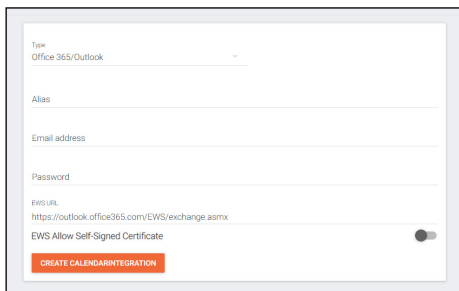 Type
Office 365/Outlook
Alias
Email address
Password
EWS URL
https://outlook.office365.com/EWS/exchange.asmx
EWS Allow Self-Signed Certificate
CREATE CALENDARINTEGRATION